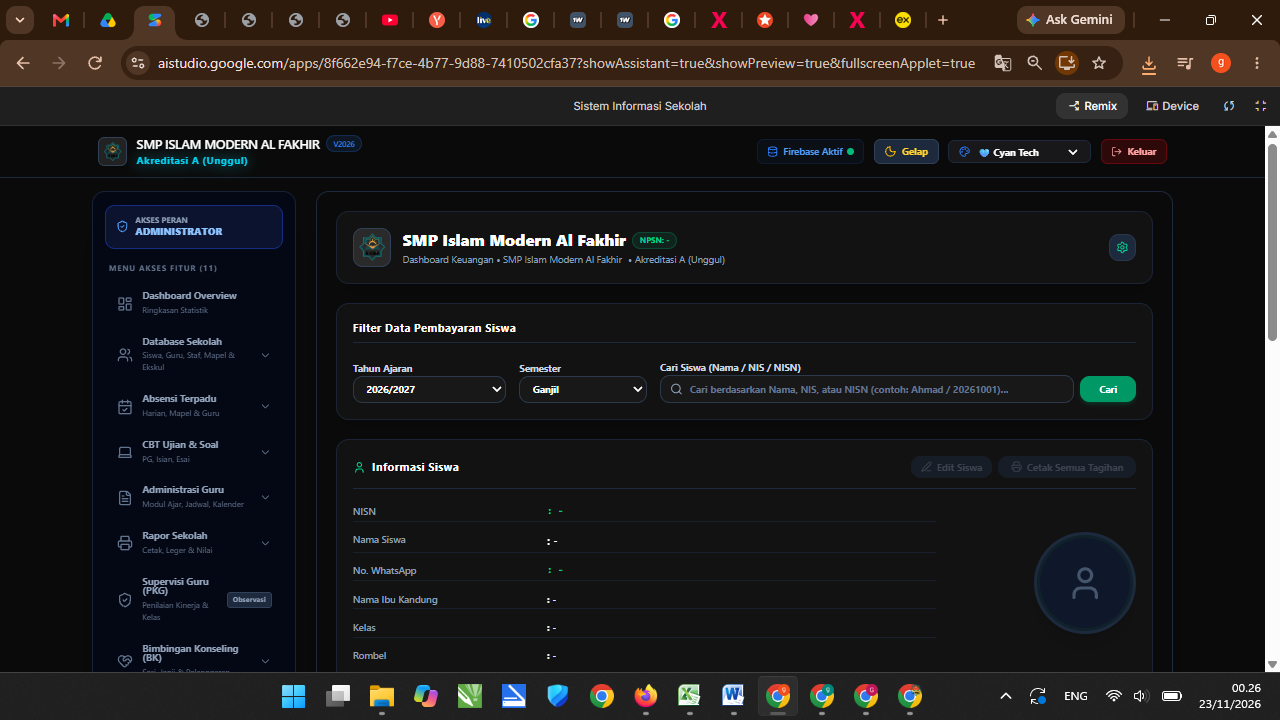 Ask Gemini
aistudio.google.com/apps/8f662e94-f7ce-4b77-9d88-7410502cfa37?showAssistant=true&showPreview=true&fullscreenApplet=true
Sistem Informasi Sekolah
Remix
Device
SMP ISLAM MODERN AL FAKHIR
V2026
Akreditasi A (Unggul)
Firebase Aktif
Gelap
Cyan Tech
Keluar
AKSES PERAN
ADMINISTRATOR
MENU AKSES FITUR (11)
Dashboard Overview
Ringkasan Statistik
Database Sekolah
Siswa, Guru, Staf, Mapel &
Ekskul
Absensi Terpadu
Harian, Mapel & Guru
CBT Ujian & Soal
PG, Isian, Esai
Administrasi Guru
Modul Ajar, Jadwal, Kalender
Rapor Sekolah
Cetak, Leger & Nilai
Supervisi Guru
(PKG)
Penilaian Kinerja &
Kelas
Observasi
Bimbingan Konseling
(BK)
SMP Islam Modern Al Fakhir
NPSN: -
Dashboard Keuangan • SMP Islam Modern Al Fakhir • Akreditasi A (Unggul)
Filter Data Pembayaran Siswa
Tahun Ajaran
2026/2027
Semester
Ganjil
Cari Siswa (Nama / NIS / NISN)
Cari berdasarkan Nama, NIS, atau NISN (contoh: Ahmad / 20261001)...
Cari
Informasi Siswa
Edit Siswa
Cetak Semua Tagihan
NISN : -
Nama Siswa : -
No. WhatsApp : -
Nama Ibu Kandung : -
Kelas : -
Rombel : -
ENG
00.26
23/11/2026